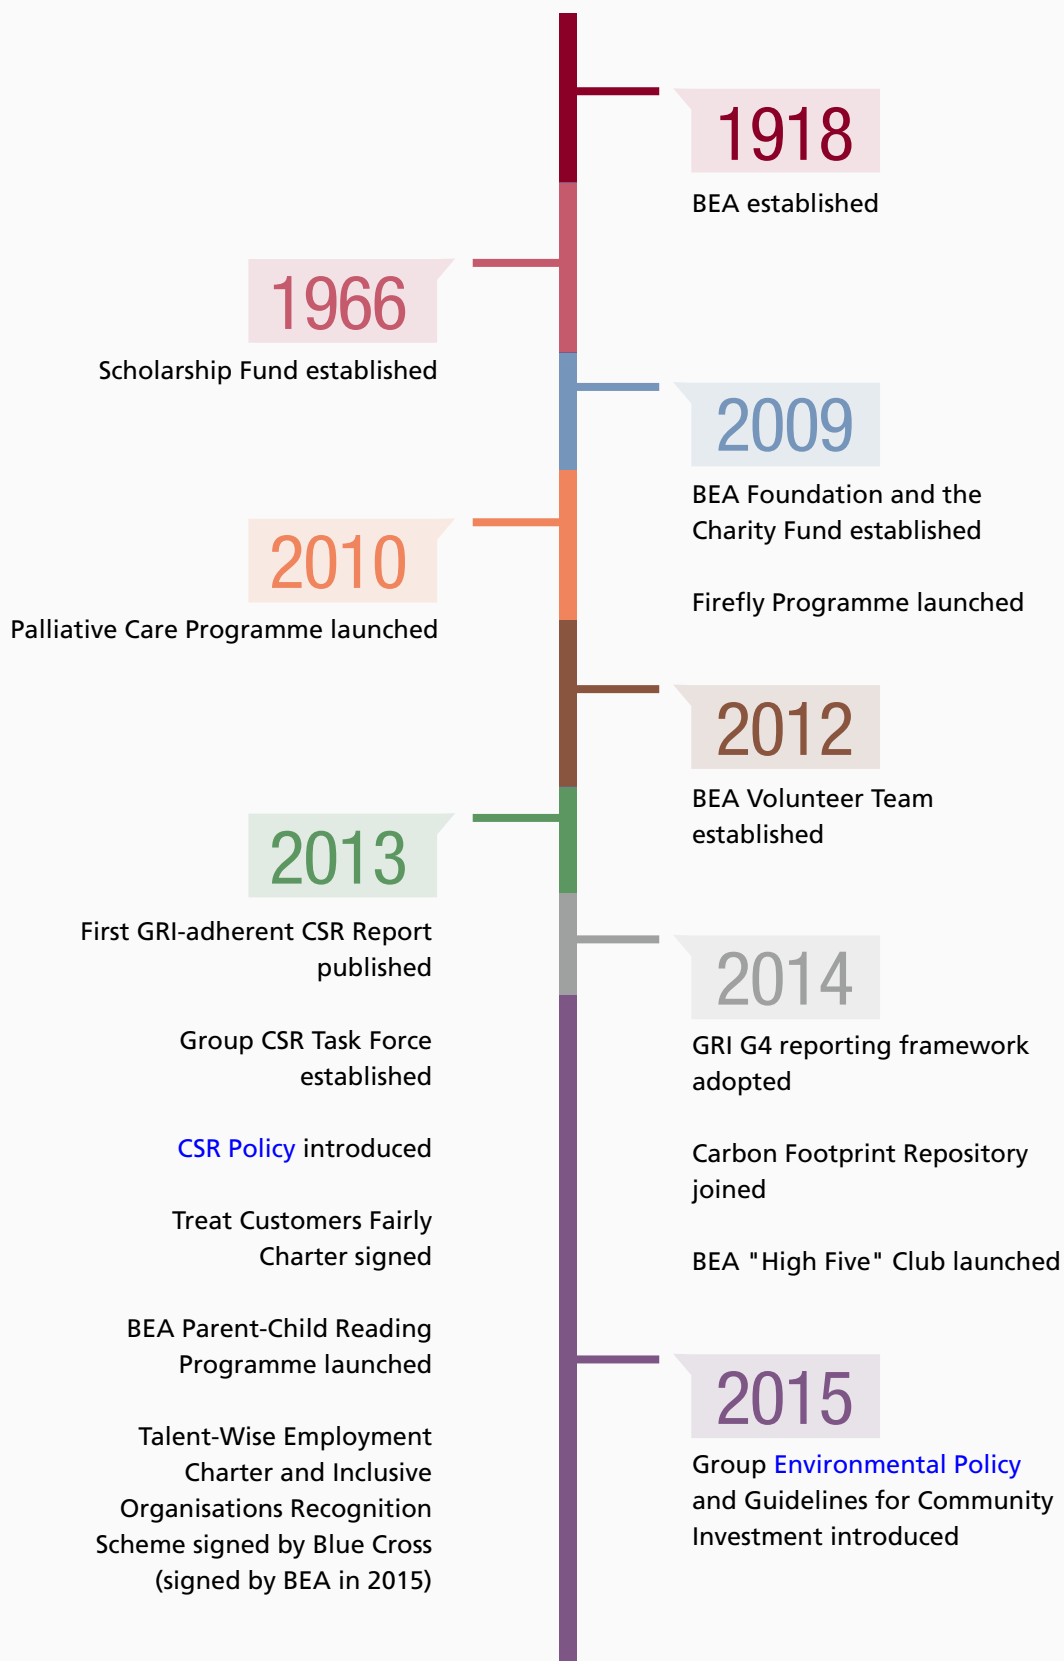 1918
BEA established
1966
Scholarship Fund established
2009
BEA Foundation and the
Charity Fund established
Firefly Programme launched
2010
Palliative Care Programme launched
2012
BEA Volunteer Team
established
2013
First GRI-adherent CSR Report
published
Group CSR Task Force
established
CSR Policy introduced
Treat Customers Fairly
Charter signed
BEA Parent-Child Reading
Programme launched
Talent-Wise Employment
Charter and Inclusive
Organisations Recognition
Scheme signed by Blue Cross
(signed by BEA in 2015)
2014
GRI G4 reporting framework
adopted
Carbon Footprint Repository
joined
BEA "High Five" Club launched
2015
Group Environmental Policy
and Guidelines for Community
Investment introduced